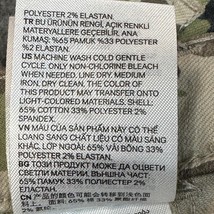 POLYESTER 2% ELASTAN.
TR BU ÜRÜNÜN RENGİ, AÇIK RENKLİ
MATERYALLERE GEÇEBİLİR, ANA
KUMAŞ: %65 PAMUK %33 POLYESTER
%2 ELASTAN.
US MACHINE WASH COLD GENTLE
CYCLE. ONLY NON-CHLORINE BLEACH
WHEN NEEDED. LINE DRY. MEDIUM
IRON, DRY CLEAN. THE COLOR OF
THIS PRODUCT MAY TRANSFER ONTO
LIGHT-COLORED MATERIALS. SHELL:
65% COTTON 33% POLYESTER 2%
SPANDEX.
VN MÀU CỦA SẢN PHẨM NÀY CÓ THỂ
LOANG SANG CHẤT LIỆU CÓ MÀU
SÁNG KHÁC. LỚP NGOÀI: 65% VẢI BÔNG 33%
POLYESTER 2% ELASTAN.
BG ТОЗИ ПРОДУКТ МОЖЕ ДА ОЦВЕТИ
СВЕТЛИ МАТЕРИИ. ВЪНШНА ЧАСТ:
65% ПАМУК 33% ПОЛИЕСТЕР 2%
ЕЛАСТАН.
CN